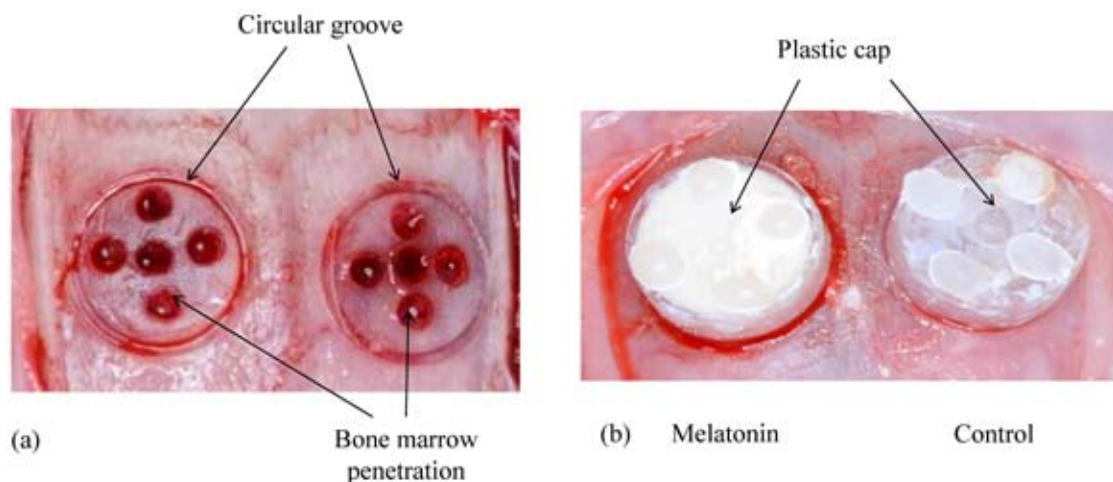 Circular groove
Plastic cap
(a)
Bone marrow
penetration
(b)
Melatonin
Control